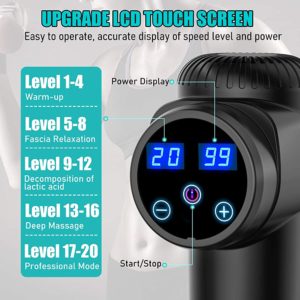 UPGRADE LCD TOUCH SCREEN
Easy to operate, accurate display of speed level and power
Level 1-4
Warm-up
Level 5-8
Fascia Relaxation
Level 9-12
Decomposition of
lactic acid
Level 13-16
Deep Massage
Level 17-20
Professional Mode
Power Display
20 99
− +
Start/Stop